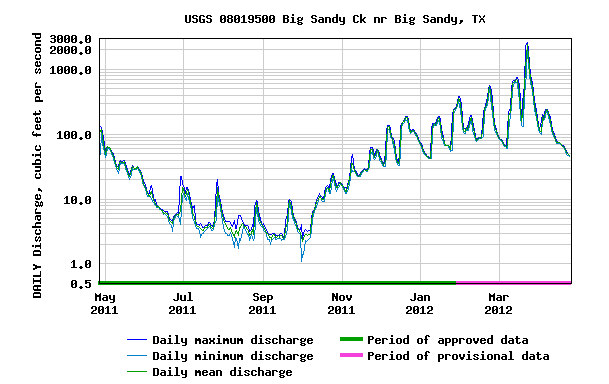 USGS 08019500 Big Sandy Ck nr Big Sandy, TX
DAILY Discharge, cubic feet per second
3000.0
2000.0
1000.0
100.0
10.0
1.0
0.5
May 2011
Jul 2011
Sep 2011
Nov 2011
Jan 2012
Mar 2012
Daily maximum discharge
Daily minimum discharge
Daily mean discharge
Period of approved data
Period of provisional data